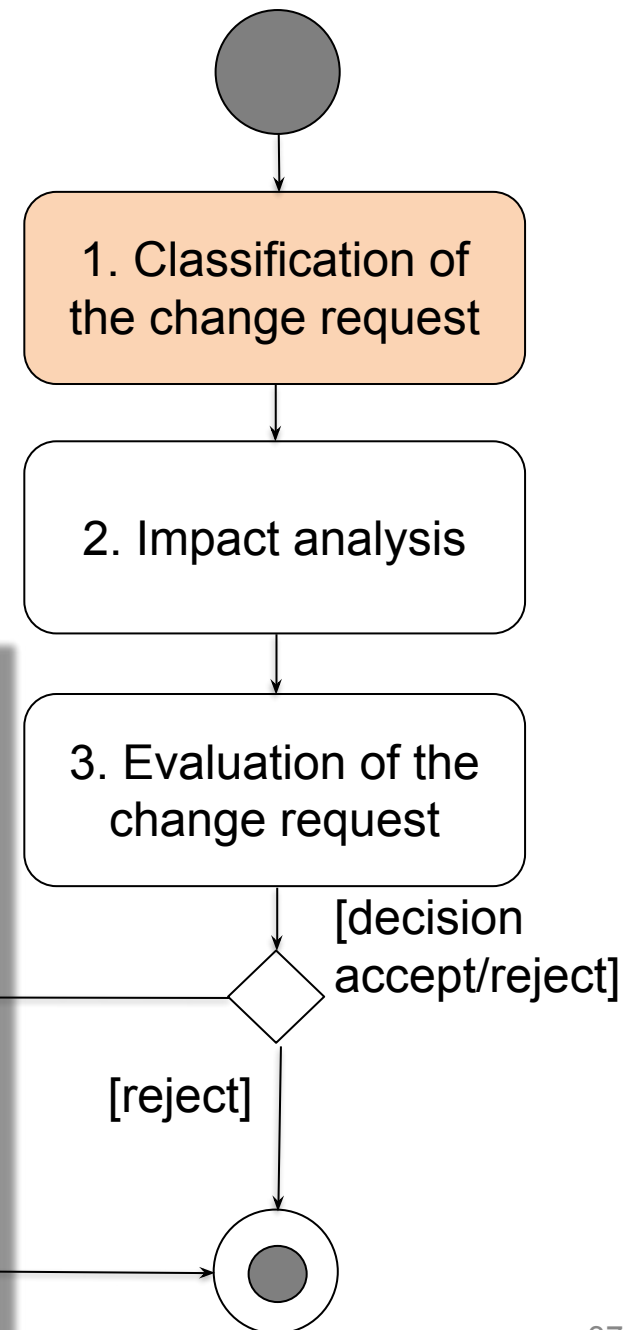 1. Classification of
the change request
2. Impact analysis
3. Evaluation of the
change request
[decision
accept/reject]
[reject]